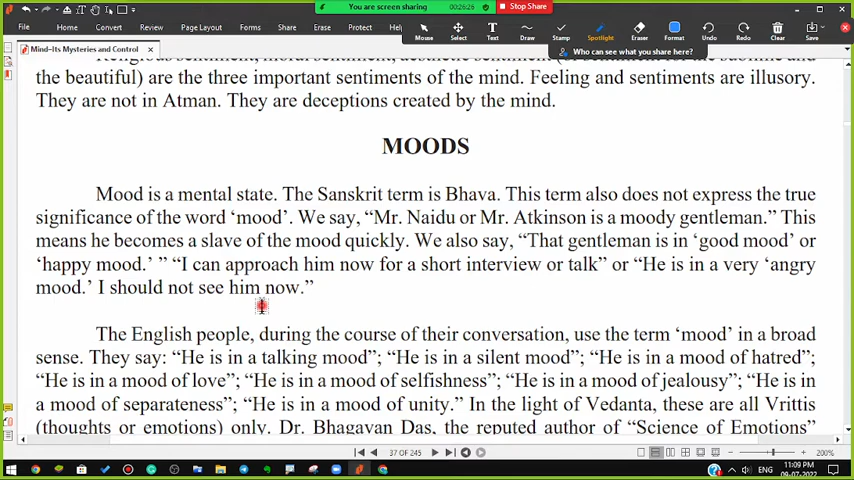 You are screen sharing
00:26:26
Stop Share
Home Convert Review Page Layout Forms Share Protect
Mouse Select Text Draw Stamp Spotlight Eraser Format Undo Redo Clear Save
Mind–Its Mysteries and Control
Who can see what you share here?
the beautiful) are the three important sentiments of the mind. Feeling and sentiments are illusory.
They are not in Atman. They are deceptions created by the mind.
MOODS
Mood is a mental state. The Sanskrit term is Bhava. This term also does not express the true
significance of the word ‘mood’. We say, “Mr. Naidu or Mr. Atkinson is a moody gentleman.” This
means he becomes a slave of the mood quickly. We also say, “That gentleman is in ‘good mood’ or
‘happy mood.’ ” “I can approach him now for a short interview or talk” or “He is in a very ‘angry
mood.’ I should not see him now.”
The English people, during the course of their conversation, use the term ‘mood’ in a broad
sense. They say: “He is in a talking mood”; “He is in a silent mood”; “He is in a mood of hatred”;
“He is in a mood of love”; “He is in a mood of selfishness”; “He is in a mood of jealousy”; “He is in
a mood of separateness”; “He is in a mood of unity.” In the light of Vedanta, these are all Vrittis
(thoughts or emotions) only. Dr. Bhagavan Das, the reputed author of “Science of Emotions”
37 OF 245
200%
ENG
11:09 PM
09-07-2022